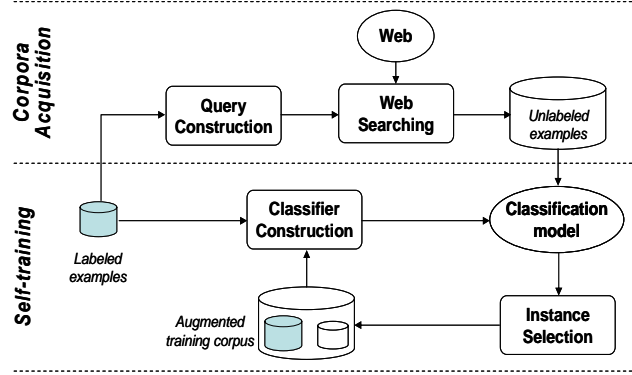 Corpora
Acquisition
Web
Query
Construction
Web
Searching
Unlabeled
examples
Self-training
Labeled
examples
Classifier
Construction
Classification
model
Augmented
training corpus
Instance
Selection